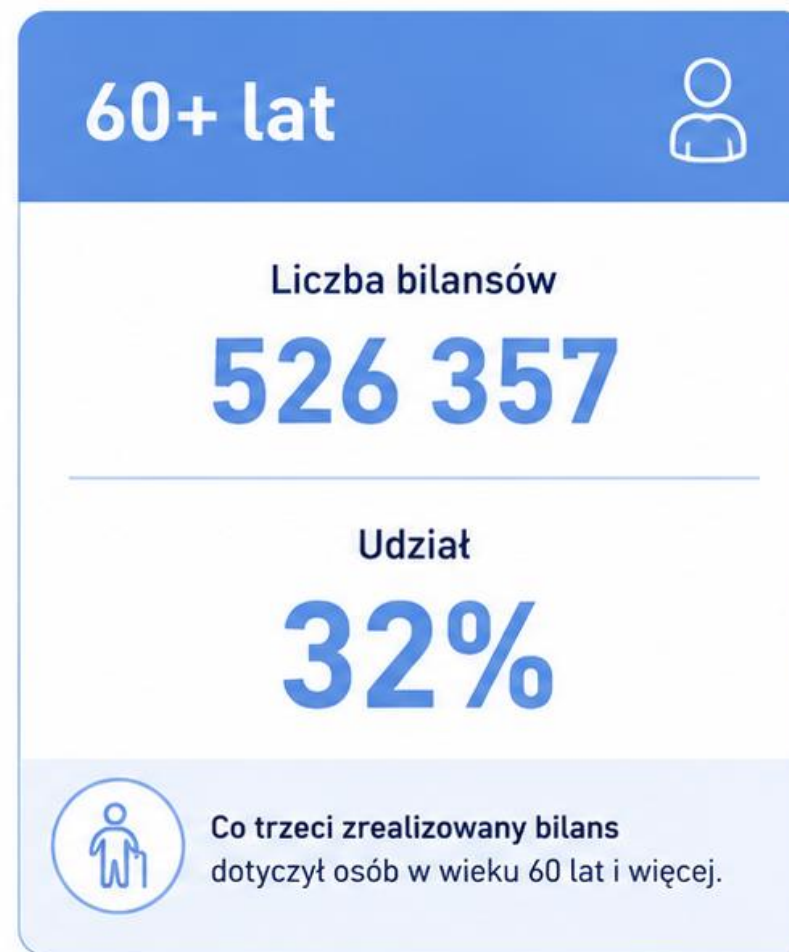 60+ lat
Liczba bilansów
526 357
Udział
32%
Co trzeci zrealizowany bilans
dotyczył osób w wieku 60 lat i więcej.